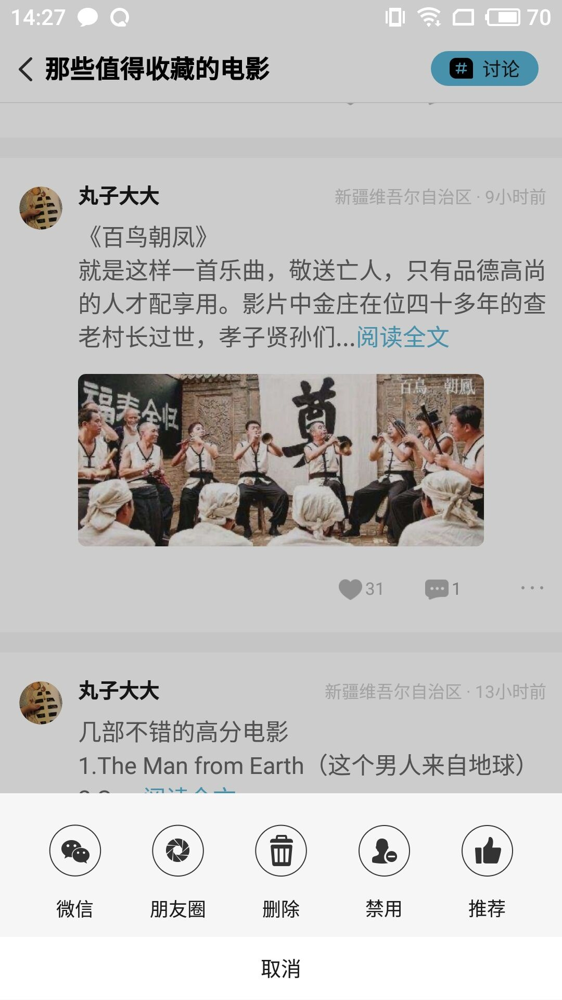 14:27
70
那些值得收藏的电影
# 讨论
丸子大大
新疆维吾尔自治区 · 9小时前
《百鸟朝凤》
就是这样一首乐曲，敬送亡人，只有品德高尚
的人才配享用。影片中金庄在位四十多年的查
老村长过世，孝子贤孙们...阅读全文
百鳥 朝鳳
31
1
丸子大大
新疆维吾尔自治区 · 13小时前
几部不错的高分电影
1.The Man from Earth（这个男人来自地球）
阅读全文
微信
朋友圈
删除
禁用
推荐
取消